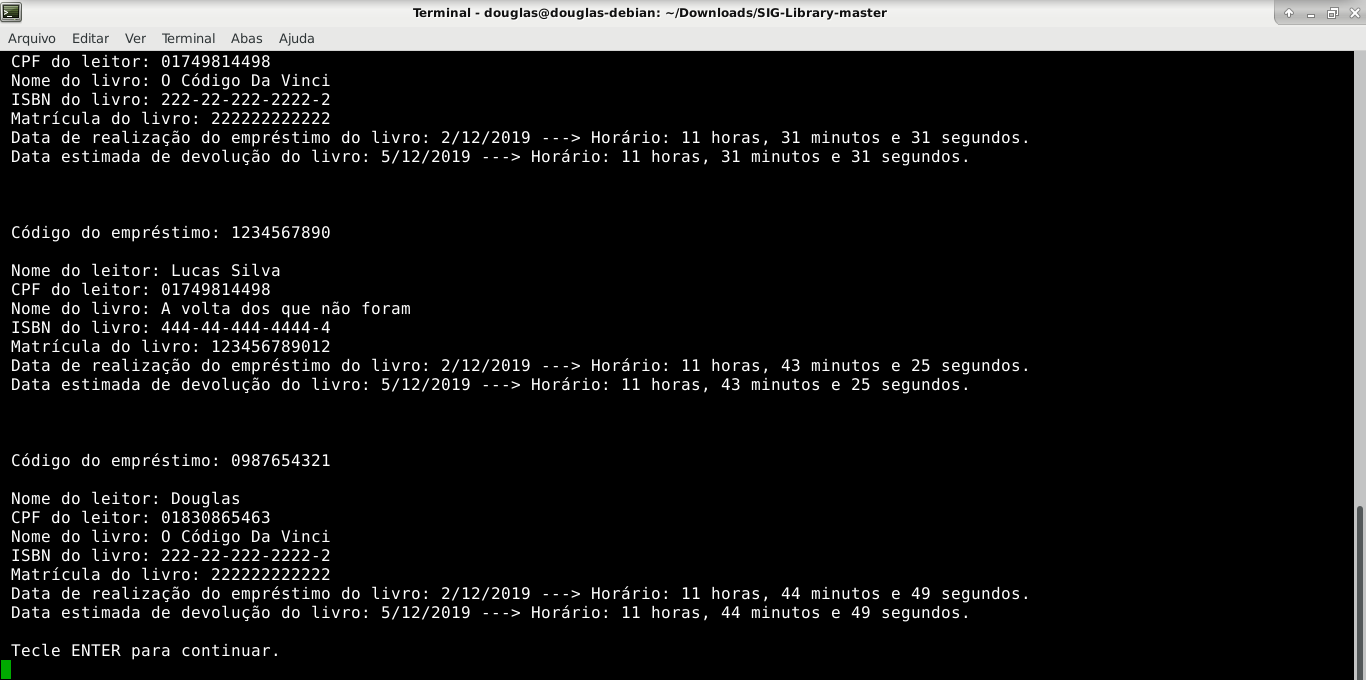 Terminal - douglas@douglas-debian: ~/Downloads/SIG-Library-master
Arquivo Editar Ver Terminal Abas Ajuda
CPF do leitor: 01749814498
Nome do livro: O Código Da Vinci
ISBN do livro: 222-22-222-2222-2
Matrícula do livro: 222222222222
Data de realização do empréstimo do livro: 2/12/2019 ---> Horário: 11 horas, 31 minutos e 31 segundos.
Data estimada de devolução do livro: 5/12/2019 ---> Horário: 11 horas, 31 minutos e 31 segundos.
Código do empréstimo: 1234567890
Nome do leitor: Lucas Silva
CPF do leitor: 01749814498
Nome do livro: A volta dos que não foram
ISBN do livro: 444-44-444-4444-4
Matrícula do livro: 123456789012
Data de realização do empréstimo do livro: 2/12/2019 ---> Horário: 11 horas, 43 minutos e 25 segundos.
Data estimada de devolução do livro: 5/12/2019 ---> Horário: 11 horas, 43 minutos e 25 segundos.
Código do empréstimo: 0987654321
Nome do leitor: Douglas
CPF do leitor: 01830865463
Nome do livro: O Código Da Vinci
ISBN do livro: 222-22-222-2222-2
Matrícula do livro: 222222222222
Data de realização do empréstimo do livro: 2/12/2019 ---> Horário: 11 horas, 44 minutos e 49 segundos.
Data estimada de devolução do livro: 5/12/2019 ---> Horário: 11 horas, 44 minutos e 49 segundos.
Tecle ENTER para continuar.